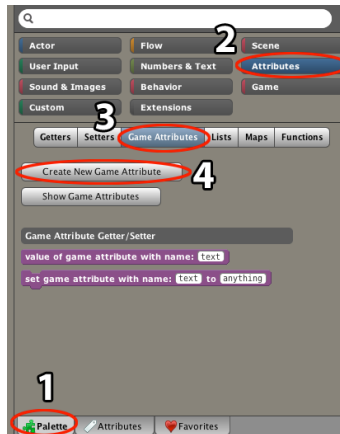 2
Actor Flow Scene
User Input Numbers & Text Attributes
Sound & Images Behavior Game
Custom Extensions
3
Getters Setters Game Attributes Lists Maps Functions
Create New Game Attribute 4
Show Game Attributes
Game Attribute Getter/Setter
value of game attribute with name: text
set game attribute with name: text to anything
1
Palette Attributes Favorites